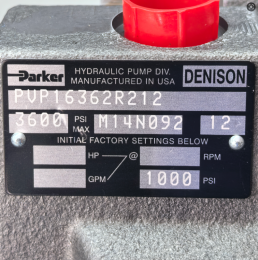 Parker
HYDRAULIC PUMP DIV.
MANUFACTURED IN USA
DENISON
PVP16362R212
3600 PSI MAX M14N092 12
INITIAL FACTORY SETTINGS BELOW
HP @ RPM
GPM 1000 PSI